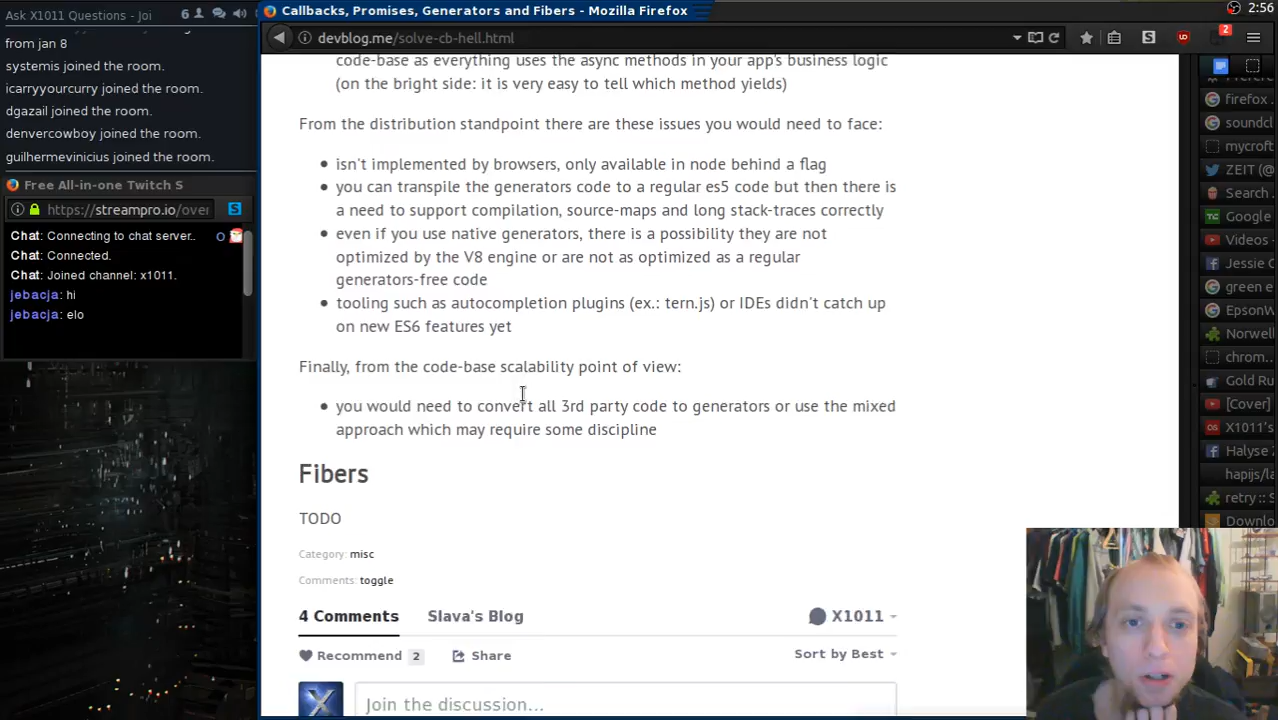 Ask X1011 Questions - Joi
6
from jan 8
systemis joined the room.
icarryyourcurry joined the room.
dgazail joined the room.
denvercowboy joined the room.
guilhermevinicius joined the room.
Free All-in-one Twitch S
https://streampro.io/over
S
Chat: Connecting to chat server..
0
Chat: Connected.
Chat: Joined channel: x1011.
jebacja: hi
jebacja: elo
Callbacks, Promises, Generators and Fibers - Mozilla Firefox
2:56
devblog.me/solve-cb-hell.html
S
2
code-base as everything uses the async methods in your app's business logic
(on the bright side: it is very easy to tell which method yields)
From the distribution standpoint there are these issues you would need to face:
isn't implemented by browsers, only available in node behind a flag
you can transpile the generators code to a regular es5 code but then there is
a need to support compilation, source-maps and long stack-traces correctly
even if you use native generators, there is a possibility they are not
optimized by the V8 engine or are not as optimized as a regular
generators-free code
tooling such as autocompletion plugins (ex.: tern.js) or IDEs didn't catch up
on new ES6 features yet
Finally, from the code-base scalability point of view:
you would need to convert all 3rd party code to generators or use the mixed
approach which may require some discipline
Fibers
TODO
Category: misc
Comments: toggle
4 Comments
Slava's Blog
X1011
Recommend 2
Share
Sort by Best
Join the discussion…
firefox
soundcl
mycroft
ZEIT (@
Search
Google
Videos -
Jessie C
green e
EpsonW
Norwell
chrom...
Gold Ru
[Cover]
X1011's
Halyse Z
hapijs/la
retry :: S
Downlo